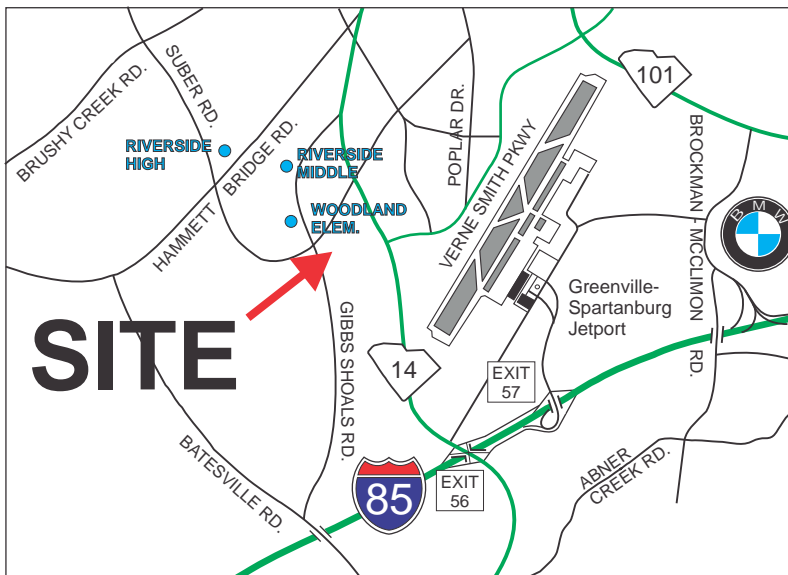 101
SUBER RD.
BRUSHY CREEK RD.
HAMMETT BRIDGE RD.
RIVERSIDE
HIGH
RIVERSIDE
MIDDLE
WOODLAND
ELEM.
POPLAR DR.
VERNE SMITH PKWY
BROCKMAN - MCCLIMON RD.
BMW
Greenville-
Spartanburg
Jetport
SITE
GIBBS SHOALS RD.
14
EXIT
57
BATESVILLE RD.
85
EXIT
56
ABNER
CREEK RD.